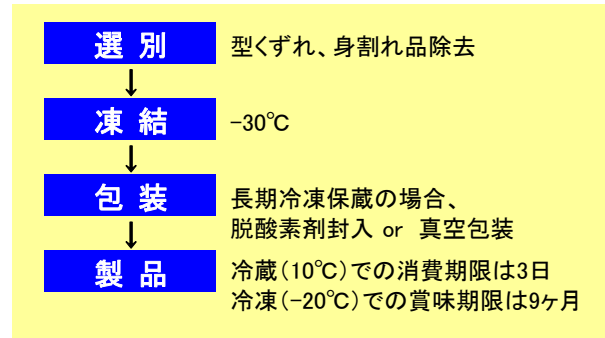 選 別 型くずれ、身割れ品除去
↓
凍 結 -30℃
↓
包 装 長期冷凍保蔵の場合、
脱酸素剤封入 or 真空包装
↓
製 品 冷蔵(10℃)での消費期限は3日
冷凍(-20℃)での賞味期限は9ヶ月